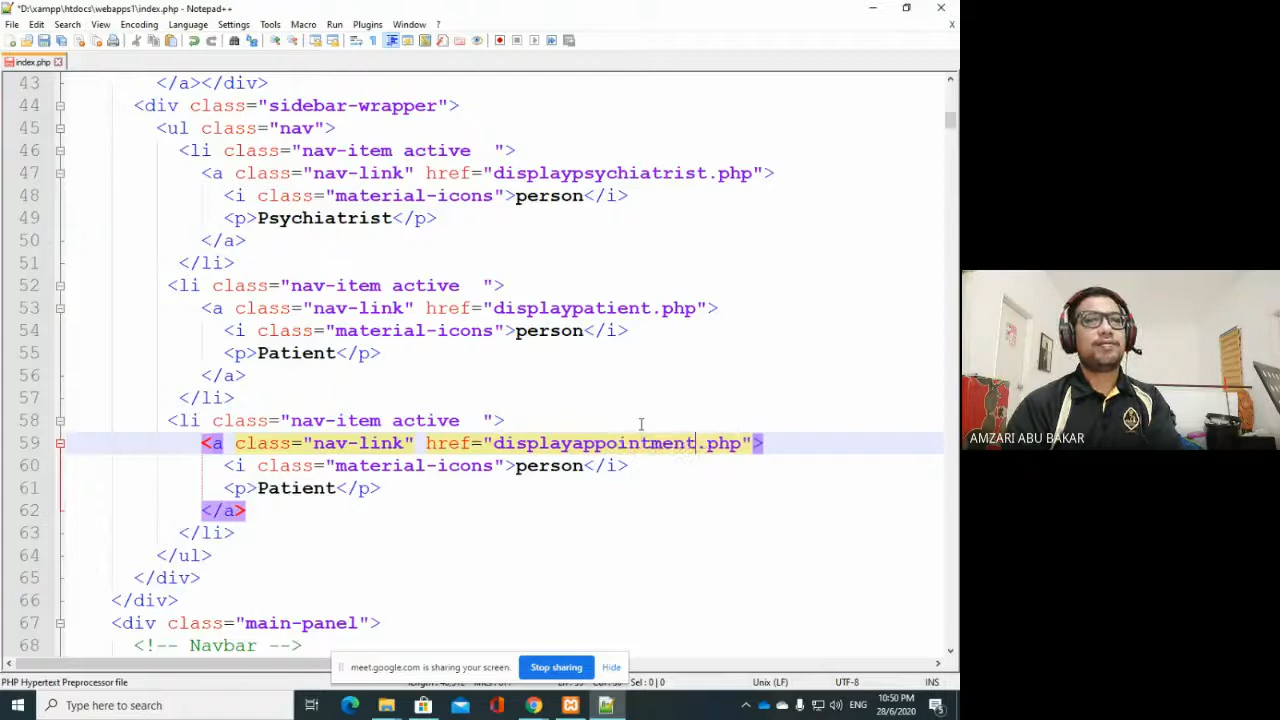 *D:\xampp\htdocs\webapps1\index.php - Notepad++
File Edit Search View Encoding Language Settings Tools Macro Run Plugins Window ?
X
index.php
43 </a></div>
44 <div class="sidebar-wrapper">
45 <ul class="nav">
46 <li class="nav-item active  ">
47 <a class="nav-link" href="displaypsychiatrist.php">
48 <i class="material-icons">person</i>
49 <p>Psychiatrist</p>
50 </a>
51 </li>
52 <li class="nav-item active  ">
53 <a class="nav-link" href="displaypatient.php">
54 <i class="material-icons">person</i>
55 <p>Patient</p>
56 </a>
57 </li>
58 <li class="nav-item active  ">
59 <a class="nav-link" href="displayappointment.php">
60 <i class="material-icons">person</i>
61 <p>Patient</p>
62 </a>
63 </li>
64 </ul>
65 </div>
66 </div>
67 <div class="main-panel">
68 <!-- Navbar -->
AMZARI ABU BAKAR
meet.google.com is sharing your screen. Stop sharing Hide
PHP Hypertext Preprocessor file Sel : 0 | 0 Unix (LF) UTF-8 INS
Type here to search
ENG
10:50 PM
28/6/2020
5